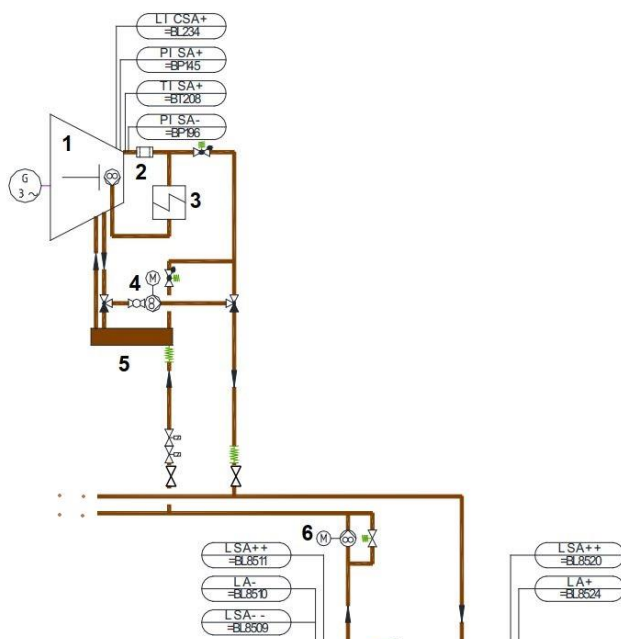 LI CSA+
=BL234
PI SA+
=BP145
TI SA+
=BT208
PI SA-
=BP196
1
2
G
3 ~
3
4
M
5
6
M
LSA++
=BL8511
LA-
=BL8510
LSA- -
=BL8509
LSA++
=BL8520
LA+
=BL8524